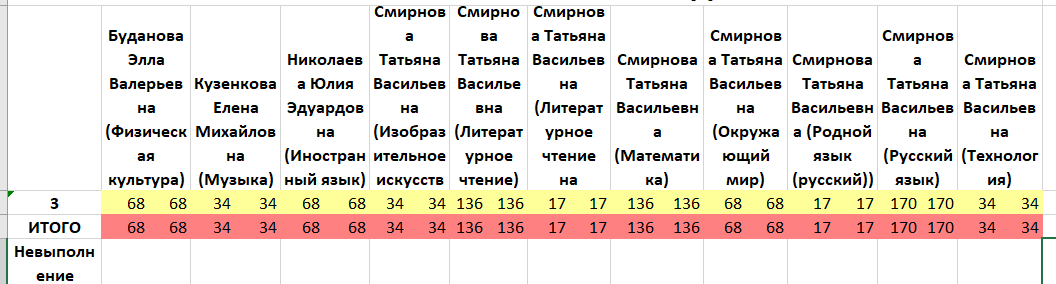 Буданова
Элла
Валерьев
на
(Физическ
ая
культура)
Кузенкова
Елена
Михайлов
на
(Музыка)
Николаев
а Юлия
Эдуардов
на
(Иностран
ный язык)
Смирнов
а
Татьяна
Васильев
на
(Изобраз
ительное
искусств
Смирно
ва
Татьяна
Василье
вна
(Литерат
урное
чтение)
Смирнов
а Татьяна
Васильев
на
(Литерат
урное
чтение
на
Смирнова
Татьяна
Васильевн
а
(Математи
ка)
Смирнов
а Татьяна
Васильев
на
(Окружа
ющий
мир)
Смирнова
Татьяна
Васильевн
а (Родной
язык
(русский))
Смирнов
а
Татьяна
Васильев
на
(Русский
язык)
Смирнов
а Татьяна
Васильев
на
(Технолог
ия)
3 68 68 34 34 68 68 34 34 136 136 17 17 136 136 68 68 17 17 170 170 34 34
ИТОГО 68 68 34 34 68 68 34 34 136 136 17 17 136 136 68 68 17 17 170 170 34 34
Невыполн
ение